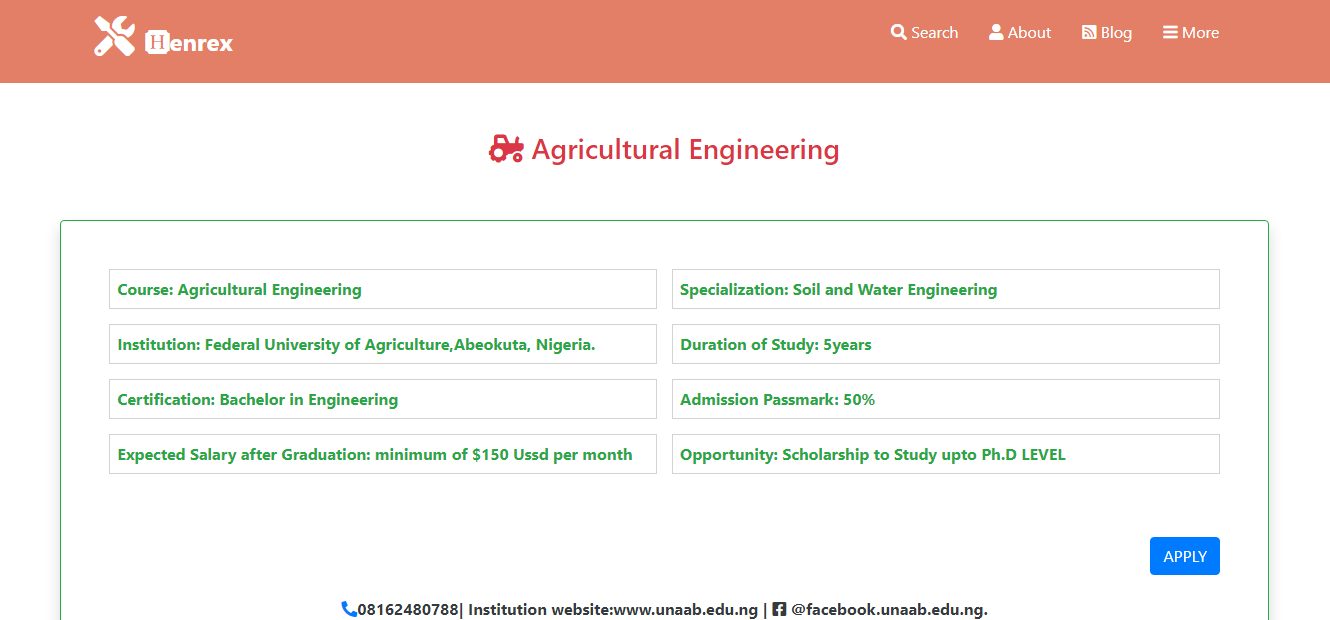 Henrex
Search About Blog More
Agricultural Engineering
Course: Agricultural Engineering
Specialization: Soil and Water Engineering
Institution: Federal University of Agriculture,Abeokuta, Nigeria.
Duration of Study: 5years
Certification: Bachelor in Engineering
Admission Passmark: 50%
Expected Salary after Graduation: minimum of $150 Ussd per month
Opportunity: Scholarship to Study upto Ph.D LEVEL
APPLY
08162480788| Institution website:www.unaab.edu.ng | @facebook.unaab.edu.ng.